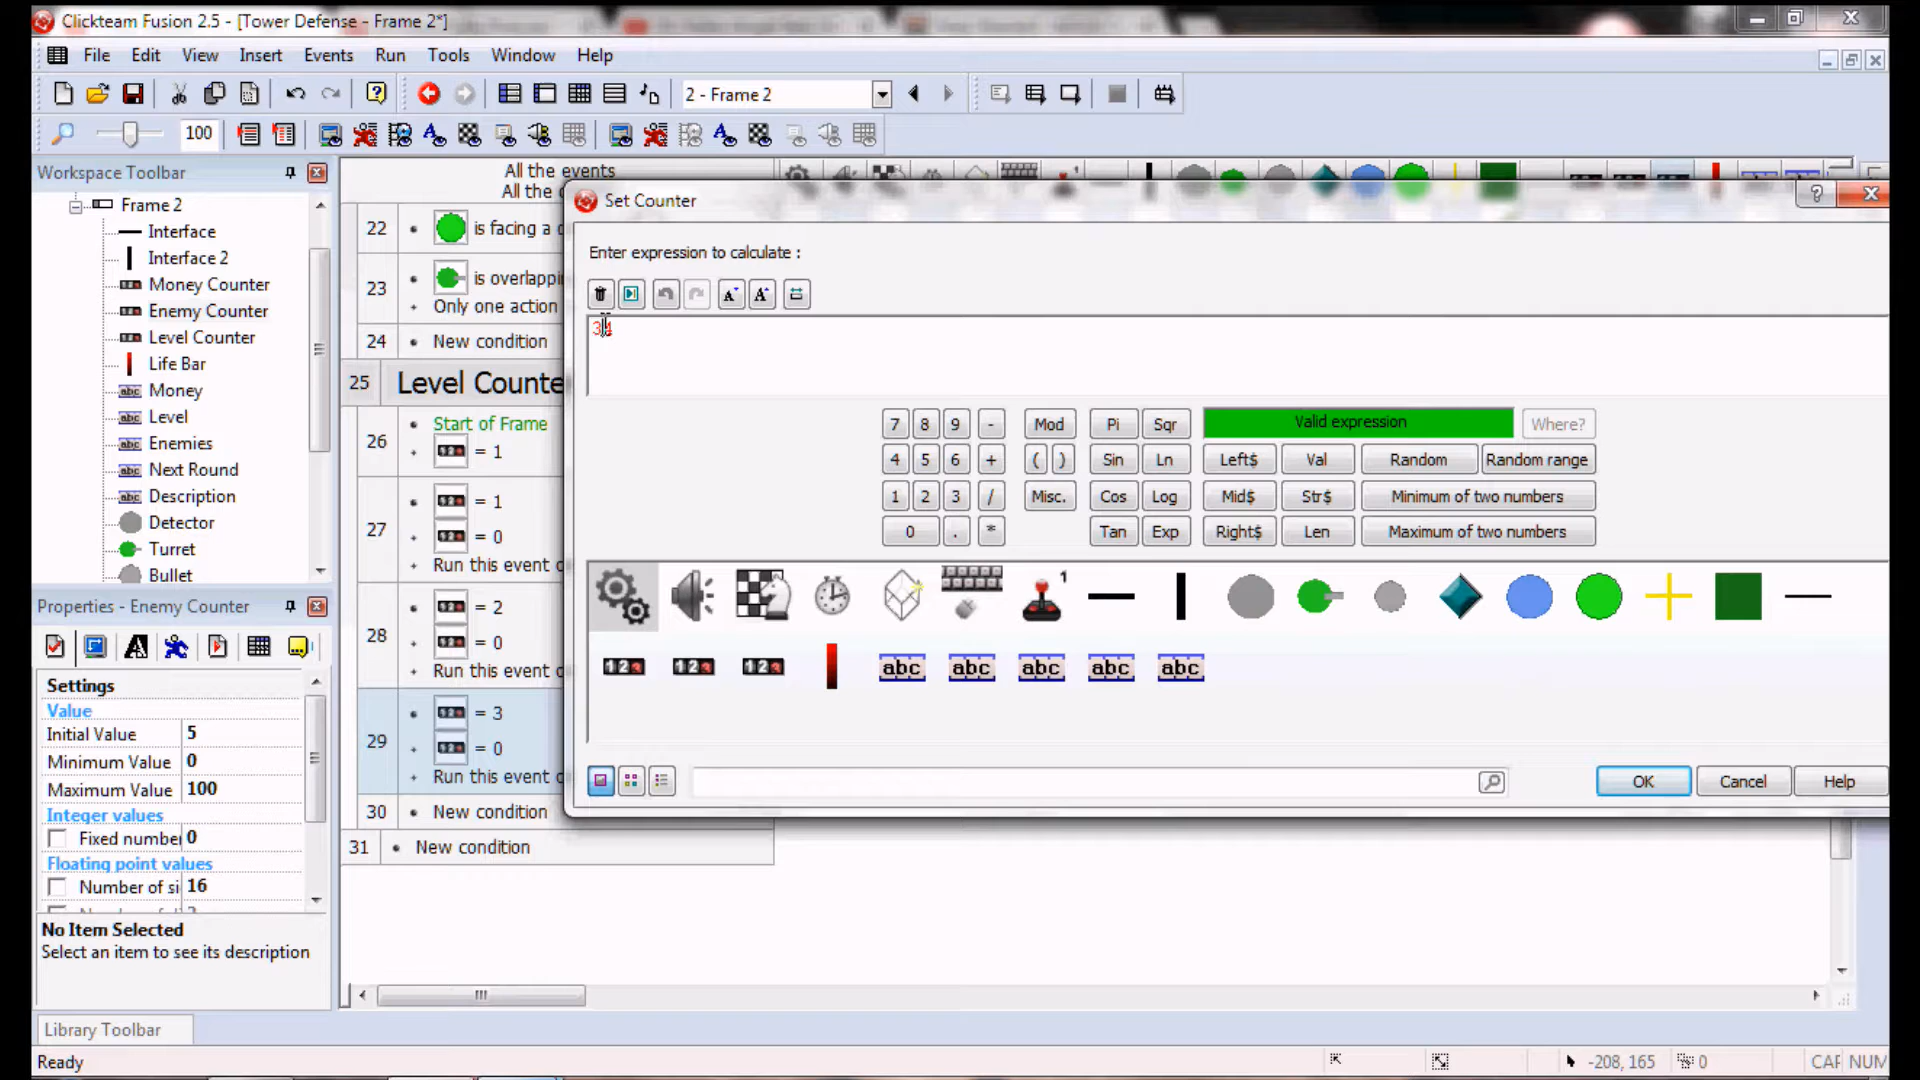 Clickteam Fusion 2.5 - [Tower Defense - Frame 2*]
File Edit View Insert Events Run Tools Window Help
2 - Frame 2
100
Workspace Toolbar
Frame 2
Interface
Interface 2
Money Counter
Enemy Counter
Level Counter
Life Bar
Money
Level
Enemies
Next Round
Description
Detector
Turret
Bullet
Properties - Enemy Counter
Settings
Value
Initial Value 5
Minimum Value 0
Maximum Value 100
Integer values
Fixed number 0
Floating point values
Number of si 16
No Item Selected
Select an item to see its description
Library Toolbar
Ready
All the events
All the
22 is facing a
23 is overlappi
Only one action
24 New condition
25 Level Counte
26 Start of Frame
= 1
27 = 1
= 0
Run this event
28 = 2
= 0
Run this event
29 = 3
= 0
Run this event
30 New condition
31 New condition
Set Counter
Enter expression to calculate :
7 8 9 - Mod Pi Sqr Valid expression Where?
4 5 6 + ( ) Sin Ln Left$ Val Random Random range
1 2 3 / Misc. Cos Log Mid$ Str$ Minimum of two numbers
0 . * Tan Exp Right$ Len Maximum of two numbers
1
123 123 123 abc abc abc abc abc
OK Cancel Help
-208, 165 0 CAP NUM